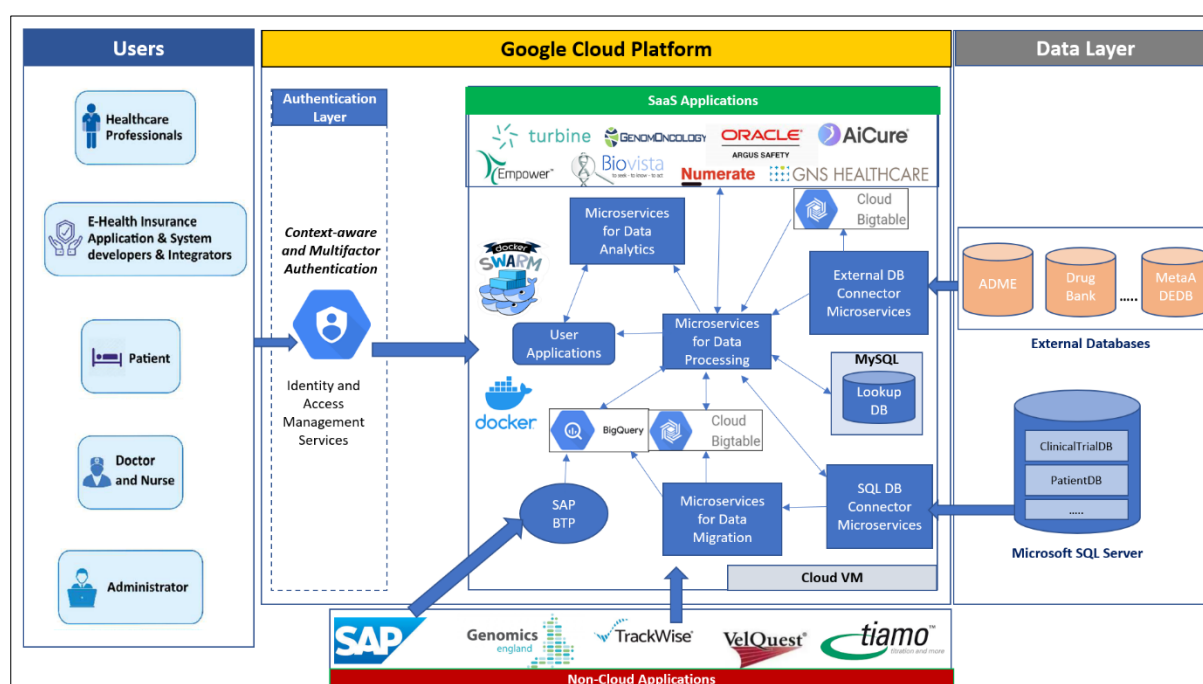 Users
Healthcare
Professionals
E-Health Insurance
Application & System
developers & Integrators
Patient
Doctor
and Nurse
Administrator
Google Cloud Platform
Authentication
Layer
Context-aware
and Multifactor
Authentication
Identity and
Access
Management
Services
SaaS Applications
turbine
GENOMONCOLOGY
ORACLE®
ARGUS SAFETY
AiCure®
Empower™
Biovista
to seek - to know - to act
Numerate
GNS HEALTHCARE
Cloud
Bigtable
Microservices
for Data
Analytics
docker
SWARM
External DB
Connector
Microservices
User
Applications
Microservices
for Data
Processing
MySQL
Lookup
DB
docker
BigQuery
Cloud
Bigtable
SAP
BTP
Microservices
for Data
Migration
SQL DB
Connector
Microservices
Cloud VM
Data Layer
ADME
Drug
Bank
.....
MetaA
DEDB
External Databases
ClinicalTrialDB
PatientDB
.....
Microsoft SQL Server
SAP
Genomics
england
TrackWise®
VelQuest®
tiamo™
titration and more
Non-Cloud Applications